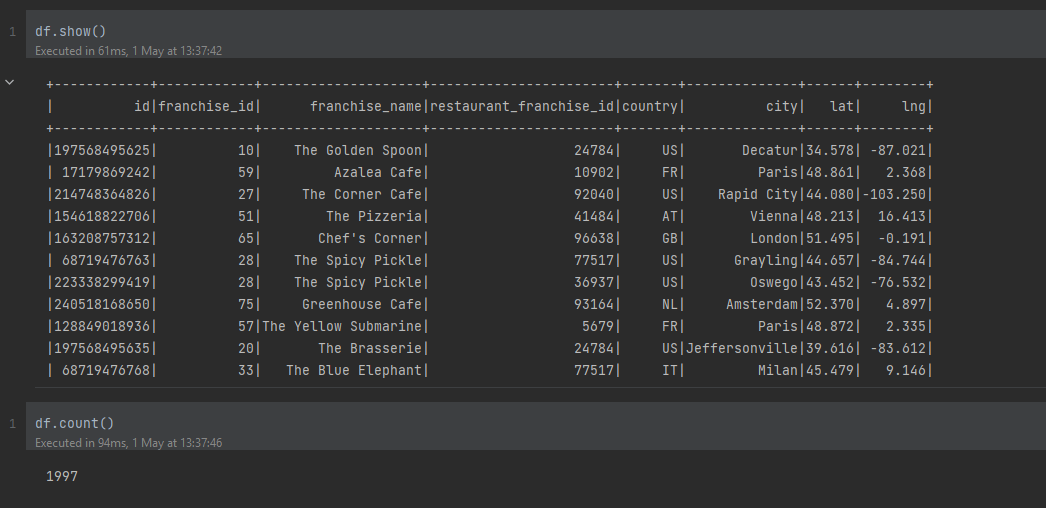 1 df.show()
Executed in 61ms, 1 May at 13:37:42
+------------+------------+--------------------+-----------------------+-------+--------------+------+--------+
|          id|franchise_id|      franchise_name|restaurant_franchise_id|country|          city|   lat|     lng|
+------------+------------+--------------------+-----------------------+-------+--------------+------+--------+
|197568495625|          10|    The Golden Spoon|                  24784|     US|       Decatur|34.578| -87.021|
| 17179869242|          59|         Azalea Cafe|                  10902|     FR|         Paris|48.861|   2.368|
|214748364826|          27|     The Corner Cafe|                  92040|     US|    Rapid City|44.080|-103.250|
|154618822706|          51|        The Pizzeria|                  41484|     AT|        Vienna|48.213|  16.413|
|163208757312|          65|       Chef's Corner|                  96638|     GB|        London|51.495|  -0.191|
| 68719476763|          28|    The Spicy Pickle|                  77517|     US|      Grayling|44.657| -84.744|
|223338299419|          28|    The Spicy Pickle|                  36937|     US|        Oswego|43.452| -76.532|
|240518168650|          75|     Greenhouse Cafe|                  93164|     NL|     Amsterdam|52.370|   4.897|
|128849018936|          57|The Yellow Submarine|                   5679|     FR|         Paris|48.872|   2.335|
|197568495635|          20|       The Brasserie|                  24784|     US|Jeffersonville|39.616| -83.612|
| 68719476768|          33|   The Blue Elephant|                  77517|     IT|         Milan|45.479|   9.146|
1 df.count()
Executed in 94ms, 1 May at 13:37:46
1997